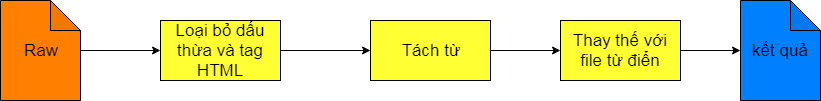 Raw
Loại bỏ dấu
thừa và tag
HTML
Tách từ
Thay thế với
file từ điển
kết quả